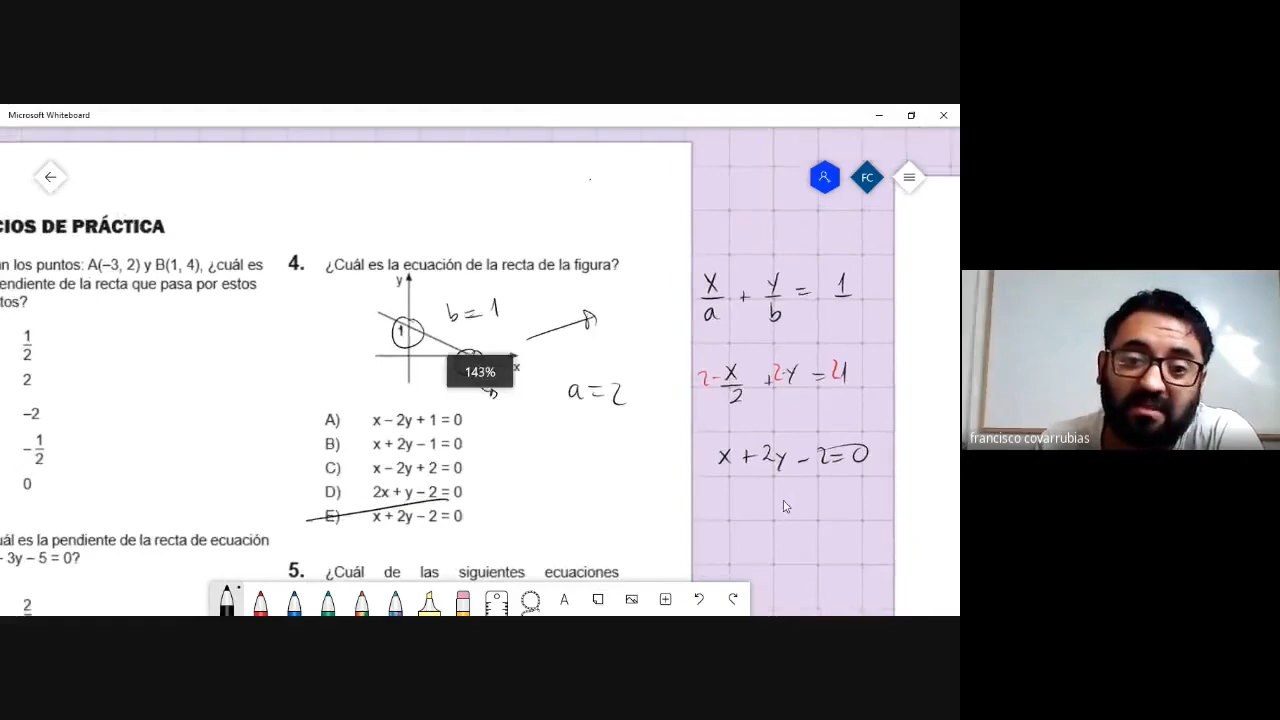 Microsoft Whiteboard
FC
CIOS DE PRÁCTICA
an los puntos: A(–3, 2) y B(1, 4), ¿cuál es
endiente de la recta que pasa por estos
tos?
1
2
2
–2
– 1
2
0
uál es la pendiente de la recta de ecuación
– 3y – 5 = 0?
2
4. ¿Cuál es la ecuación de la recta de la figura?
y
1
b = 1
x
143%
a = 2
A) x – 2y + 1 = 0
B) x + 2y – 1 = 0
C) x – 2y + 2 = 0
D) 2x + y – 2 = 0
E) x + 2y – 2 = 0
5. ¿Cuál de las siguientes ecuaciones
x/a + y/b = 1
2· x/2 + 2·y = 21
x + 2y – 2 = 0
francisco covarrubias